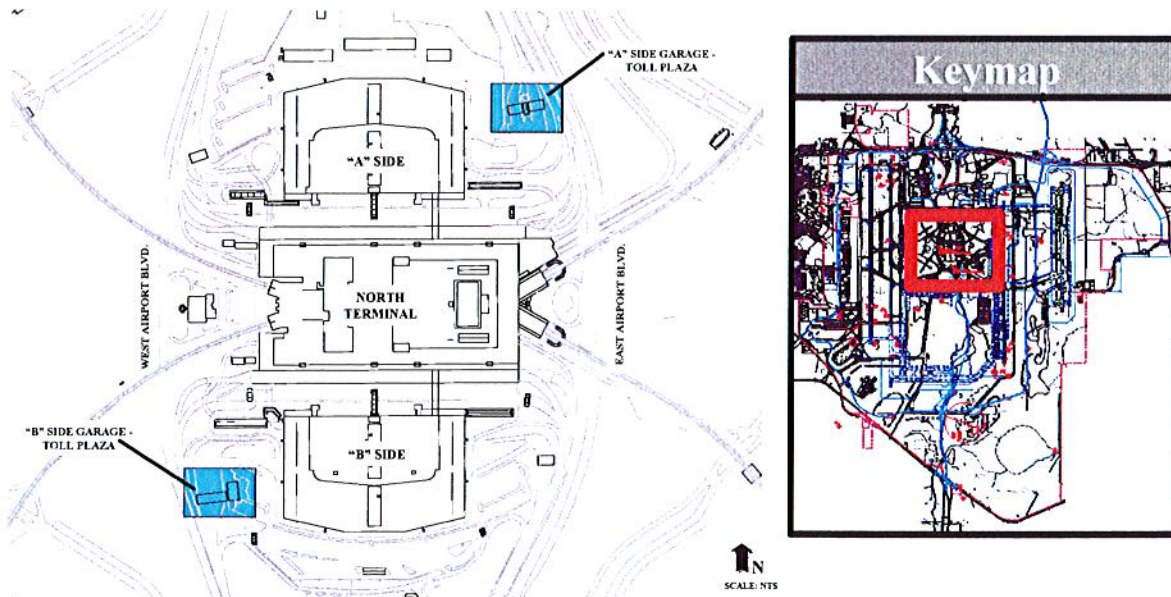 "A" SIDE GARAGE -
TOLL PLAZA
"A" SIDE
WEST AIRPORT BLVD.
NORTH
TERMINAL
EAST AIRPORT BLVD.
"B" SIDE GARAGE -
TOLL PLAZA
"B" SIDE
N
SCALE: NTS
Keymap